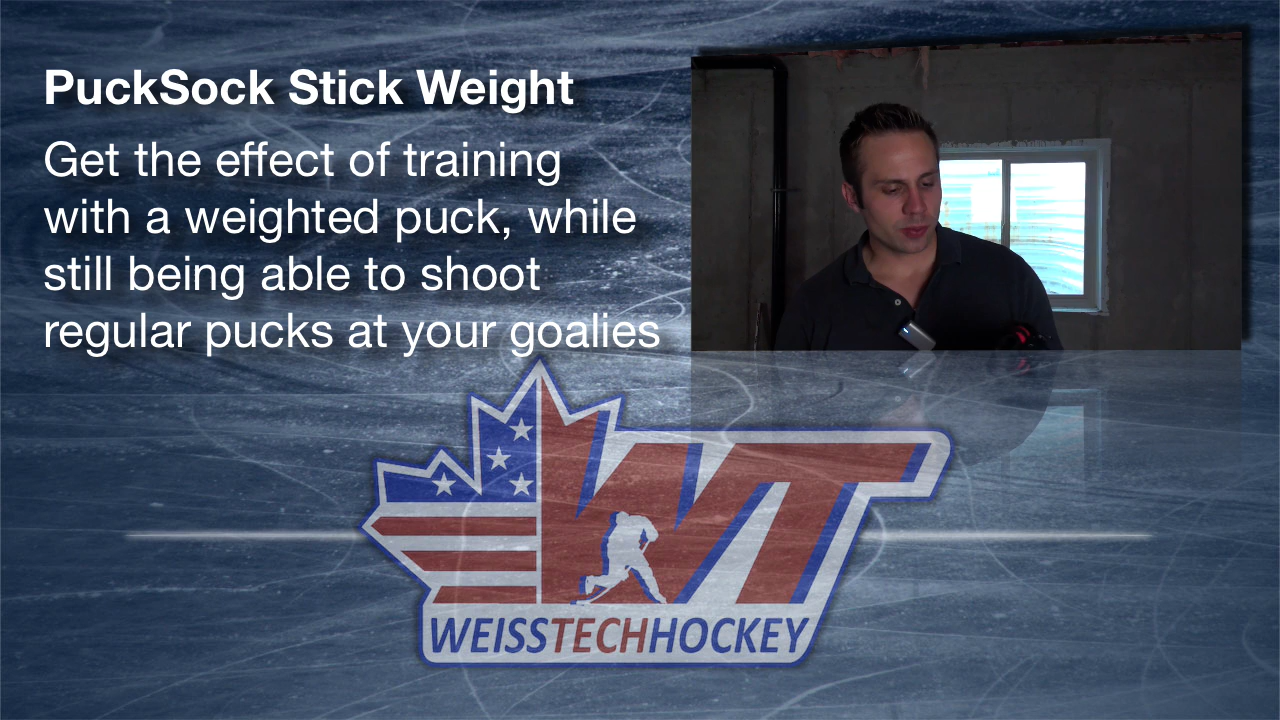 PuckSock Stick Weight
Get the effect of training
with a weighted puck, while
still being able to shoot
regular pucks at your goalies
WT
WEISSTECHHOCKEY